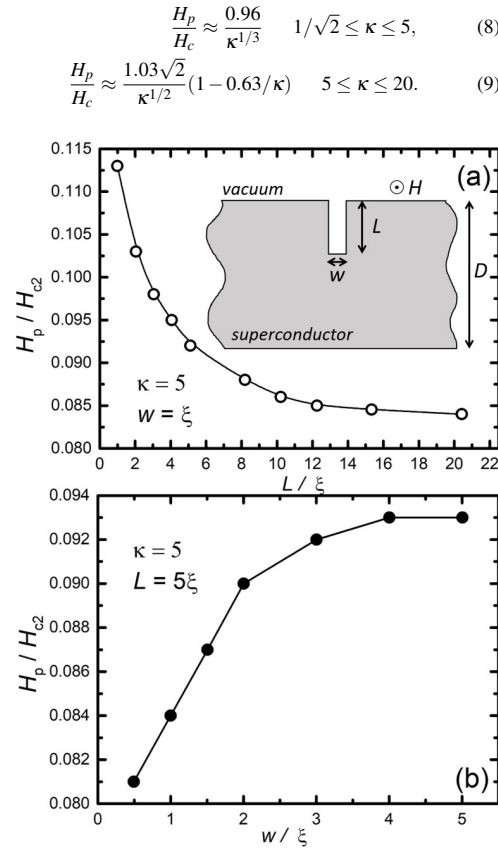 H_p/H_c ≈ 0.96/κ^{1/3} 1/√2 ≤ κ ≤ 5, (8)
H_p/H_c ≈ 1.03√2/κ^{1/2} (1−0.63/κ) 5 ≤ κ ≤ 20. (9)
0.115
0.110
0.105
0.100
0.095
0.090
0.085
0.080
H_p / H_{c2}
(a)
vacuum
⊙ H
L
w
D
superconductor
κ = 5
w = ξ
0 2 4 6 8 10 12 14 16 18 20 22
L / ξ
0.094
0.092
0.090
0.088
0.086
0.084
0.082
0.080
H_p / H_{c2}
κ = 5
L = 5ξ
(b)
0 1 2 3 4 5
w / ξ